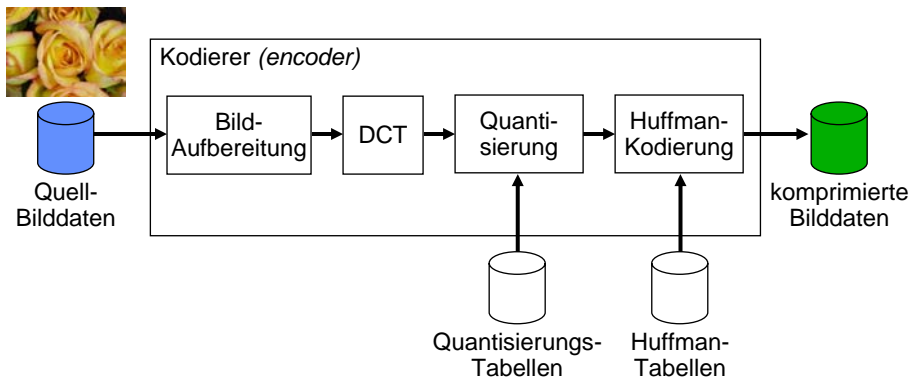 Kodierer (encoder)
Bild-
Aufbereitung
DCT
Quanti-
sierung
Huffman-
Kodierung
Quell-
Bilddaten
komprimierte
Bilddaten
Quantisierungs-
Tabellen
Huffman-
Tabellen